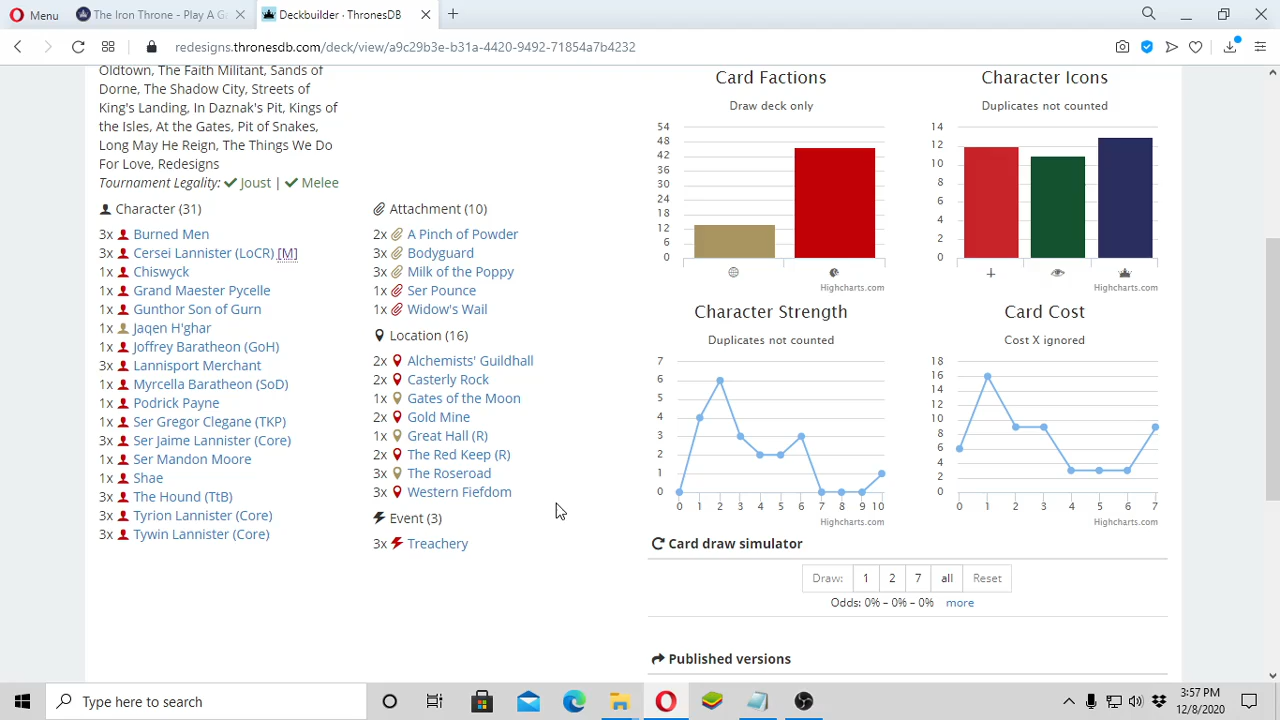 Menu
The Iron Throne - Play A G
Deckbuilder · ThronesDB
redesigns.thronesdb.com/deck/view/a9c29b3e-b31a-4420-9492-71854a7b4232
Oldtown, The Faith Militant, Sands of
Dorne, The Shadow City, Streets of
King's Landing, In Daznak's Pit, Kings of
the Isles, At the Gates, Pit of Snakes,
Long May He Reign, The Things We Do
For Love, Redesigns
Tournament Legality: ✔ Joust | ✔ Melee
Character (31)
3x Burned Men
3x Cersei Lannister (LoCR) [M]
1x Chiswyck
1x Grand Maester Pycelle
1x Gunthor Son of Gurn
1x Jaqen H'ghar
1x Joffrey Baratheon (GoH)
3x Lannisport Merchant
1x Myrcella Baratheon (SoD)
1x Podrick Payne
1x Ser Gregor Clegane (TKP)
3x Ser Jaime Lannister (Core)
1x Ser Mandon Moore
1x Shae
3x The Hound (TtB)
3x Tyrion Lannister (Core)
3x Tywin Lannister (Core)
Attachment (10)
2x A Pinch of Powder
3x Bodyguard
3x Milk of the Poppy
1x Ser Pounce
1x Widow's Wail
Location (16)
2x Alchemists' Guildhall
2x Casterly Rock
1x Gates of the Moon
2x Gold Mine
1x Great Hall (R)
2x The Red Keep (R)
3x The Roseroad
3x Western Fiefdom
Event (3)
3x Treachery
Card Factions
Draw deck only
54
48
42
36
30
24
18
12
6
0
Highcharts.com
Character Icons
Duplicates not counted
14
12
10
8
6
4
2
0
Highcharts.com
Character Strength
Duplicates not counted
7
6
5
4
3
2
1
0
0 1 2 3 4 5 6 7 8 9 10
Highcharts.com
Card Cost
Cost X ignored
18
16
14
12
10
8
6
4
2
0
0 1 2 3 4 5 6 7
Highcharts.com
Card draw simulator
Draw: 1 2 7 all Reset
Odds: 0% – 0% – 0% more
Published versions
Type here to search
3:57 PM
12/8/2020